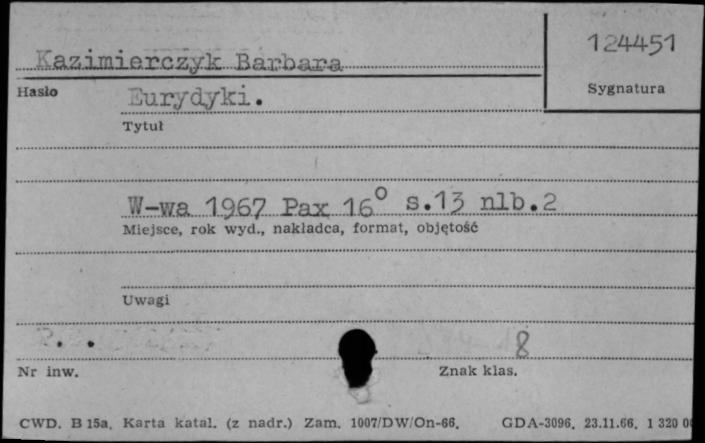 124451
Kazimierczyk Barbara
Hasło
Sygnatura
Eurydyki.
Tytuł
W-wa 1967 Pax 16° s.13 nlb.2
Miejsce, rok wyd., nakładca, format, objętość
Uwagi
8
Nr inw.
Znak klas.
CWD. B 15a. Karta katal. (z nadr.) Zam. 1007/DW/On-66. GDA-3096. 23.11.66. 1 320 0